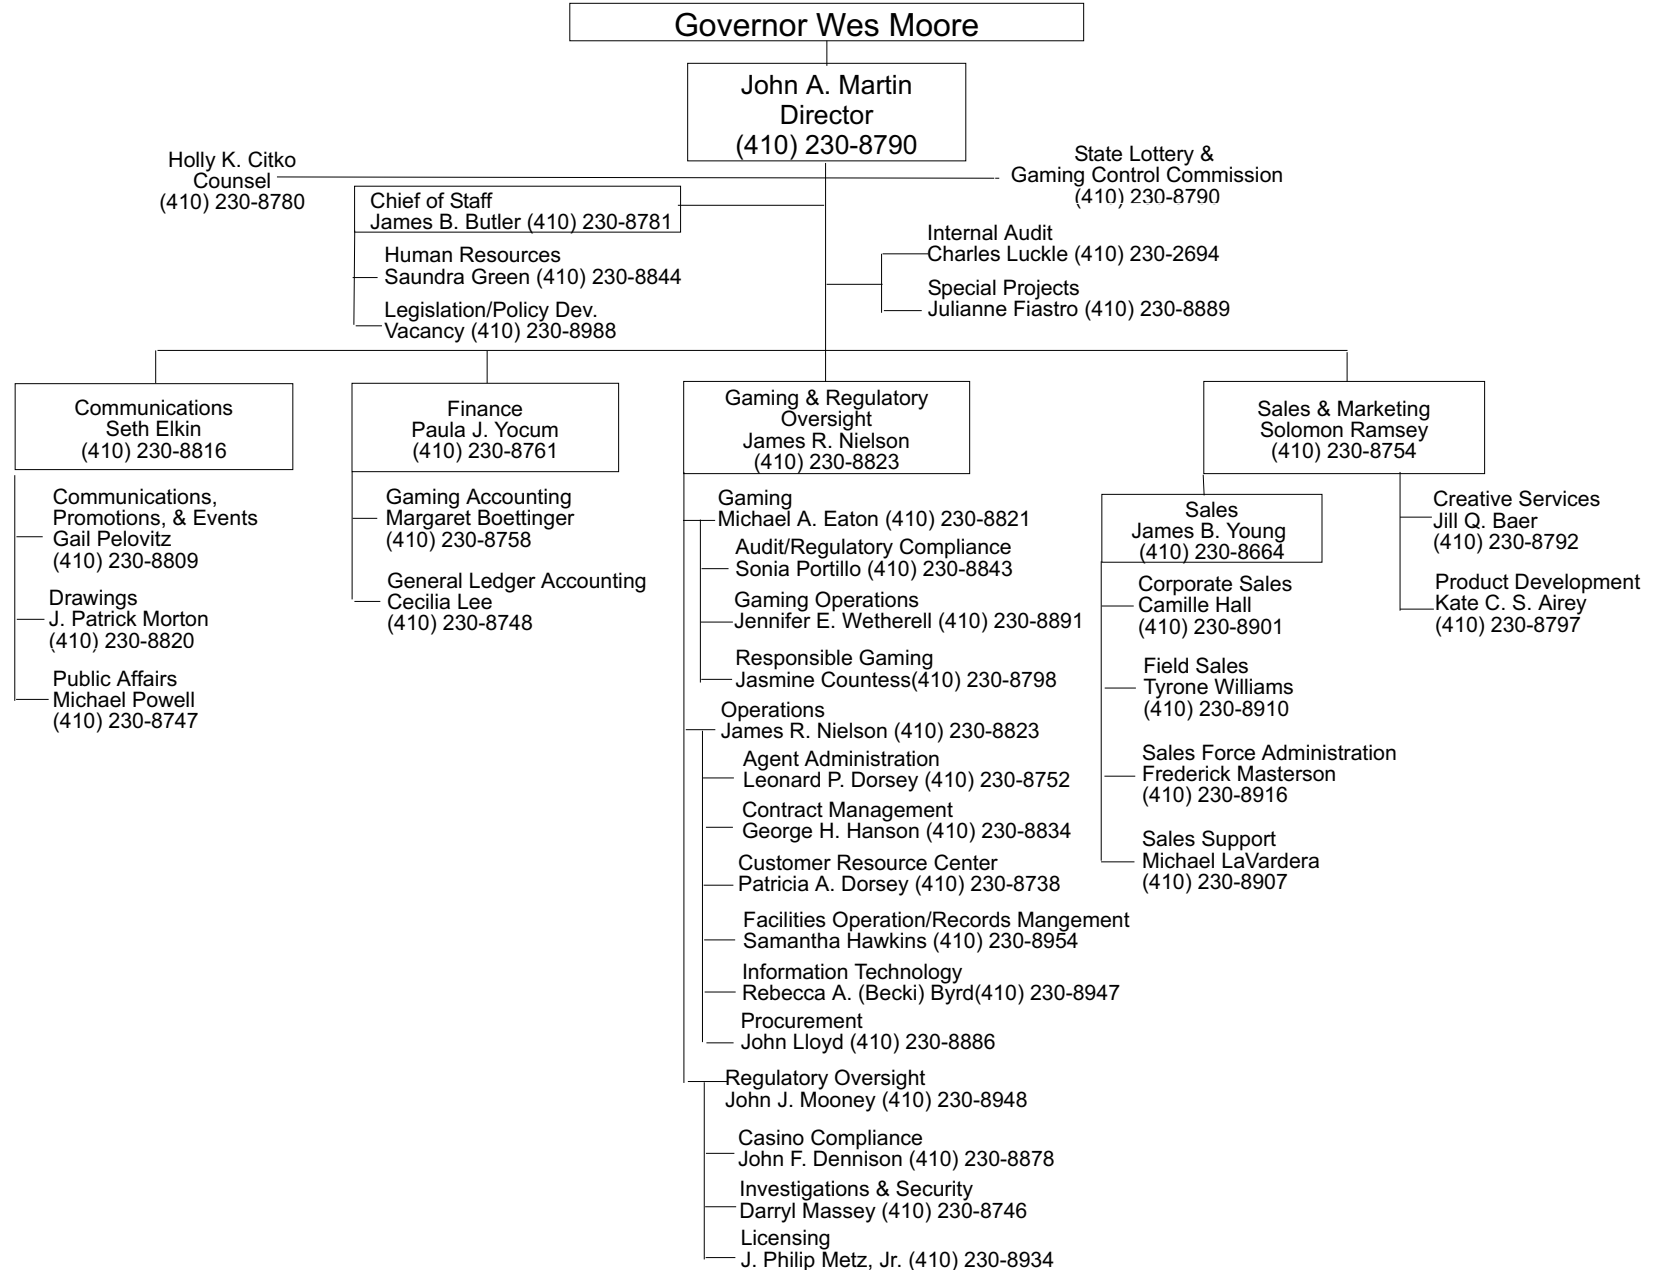 Governor Wes Moore
John A. Martin
Director
(410) 230-8790
Holly K. Citko
Counsel
(410) 230-8780
State Lottery &
Gaming Control Commission
(410) 230-8790
Chief of Staff
James B. Butler (410) 230-8781
Human Resources
Saundra Green (410) 230-8844
Legislation/Policy Dev.
Vacancy (410) 230-8988
Internal Audit
Charles Luckle (410) 230-2694
Special Projects
Julianne Fiastro (410) 230-8889
Communications
Seth Elkin
(410) 230-8816
Communications,
Promotions, & Events
Gail Pelovitz
(410) 230-8809
Drawings
J. Patrick Morton
(410) 230-8820
Public Affairs
Michael Powell
(410) 230-8747
Finance
Paula J. Yocum
(410) 230-8761
Gaming Accounting
Margaret Boettinger
(410) 230-8758
General Ledger Accounting
Cecilia Lee
(410) 230-8748
Gaming & Regulatory
Oversight
James R. Nielson
(410) 230-8823
Gaming
Michael A. Eaton (410) 230-8821
Audit/Regulatory Compliance
Sonia Portillo (410) 230-8843
Gaming Operations
Jennifer E. Wetherell (410) 230-8891
Responsible Gaming
Jasmine Countess(410) 230-8798
Operations
James R. Nielson (410) 230-8823
Agent Administration
Leonard P. Dorsey (410) 230-8752
Contract Management
George H. Hanson (410) 230-8834
Customer Resource Center
Patricia A. Dorsey (410) 230-8738
Facilities Operation/Records Mangement
Samantha Hawkins (410) 230-8954
Information Technology
Rebecca A. (Becki) Byrd(410) 230-8947
Procurement
John Lloyd (410) 230-8886
Regulatory Oversight
John J. Mooney (410) 230-8948
Casino Compliance
John F. Dennison (410) 230-8878
Investigations & Security
Darryl Massey (410) 230-8746
Licensing
J. Philip Metz, Jr. (410) 230-8934
Sales & Marketing
Solomon Ramsey
(410) 230-8754
Sales
James B. Young
(410) 230-8664
Corporate Sales
Camille Hall
(410) 230-8901
Field Sales
Tyrone Williams
(410) 230-8910
Sales Force Administration
Frederick Masterson
(410) 230-8916
Sales Support
Michael LaVardera
(410) 230-8907
Creative Services
Jill Q. Baer
(410) 230-8792
Product Development
Kate C. S. Airey
(410) 230-8797